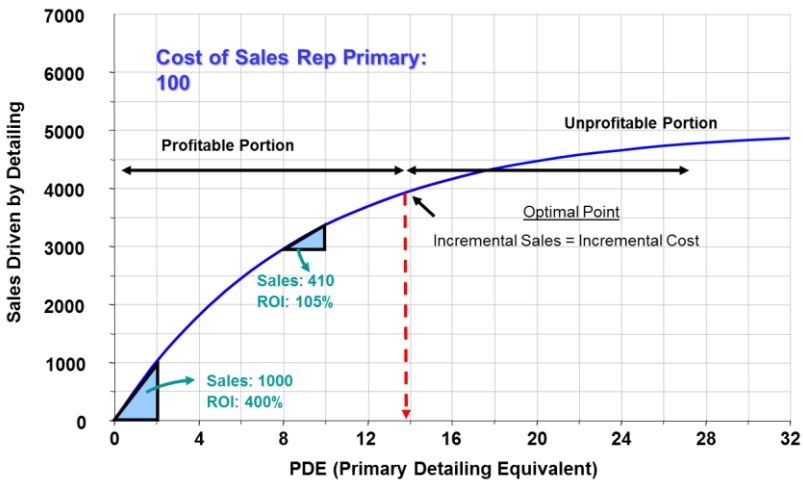 7000
6000
5000
4000
3000
2000
1000
0
Sales Driven by Detailing
Cost of Sales Rep Primary:
100
Unprofitable Portion
Profitable Portion
Optimal Point
Incremental Sales = Incremental Cost
Sales: 410
ROI: 105%
Sales: 1000
ROI: 400%
0 4 8 12 16 20 24 28 32
PDE (Primary Detailing Equivalent)